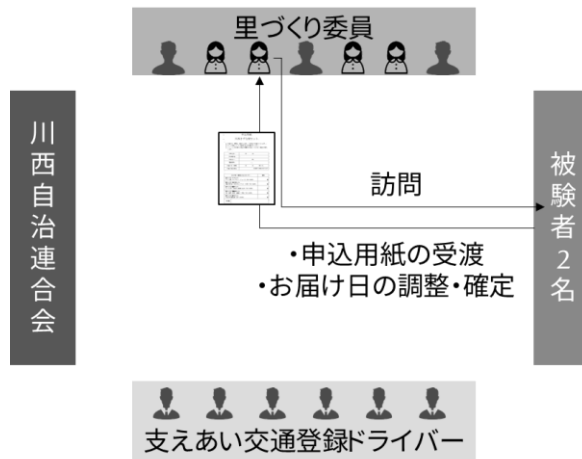 里づくり委員
川西自治連合会
訪問
・申込用紙の受渡
・お届け日の調整・確定
被験者2名
支えあい交通登録ドライバー